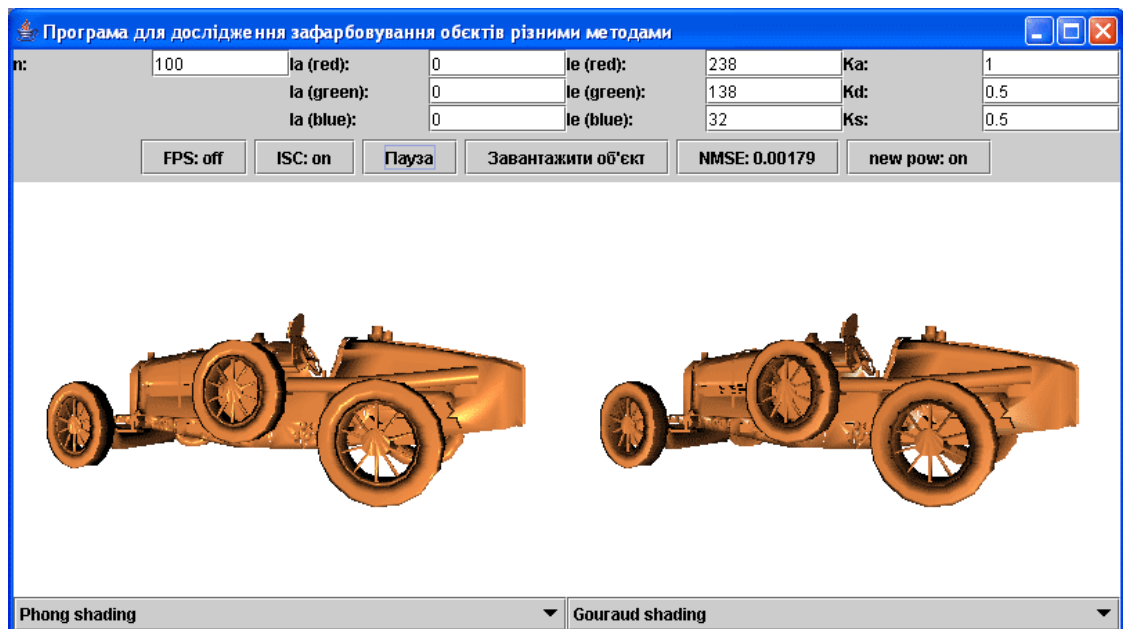 Програма для дослідження зафарбовування обєктів різними методами
n: 100 Ia (red): 0 Ie (red): 238 Ka: 1
Ia (green): 0 Ie (green): 138 Kd: 0.5
Ia (blue): 0 Ie (blue): 32 Ks: 0.5
FPS: off ISC: on Пауза Завантажити об'єкт NMSE: 0.00179 new pow: on
Phong shading Gouraud shading